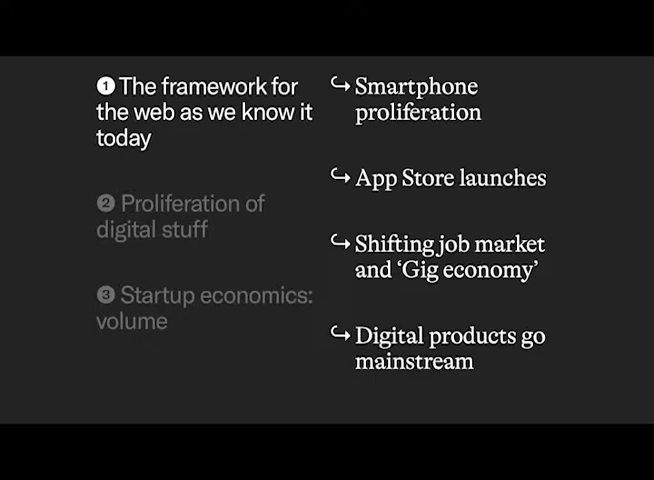 ❶ The framework for
the web as we know it
today
❷ Proliferation of
digital stuff
❸ Startup economics:
volume
↪ Smartphone
proliferation
↪ App Store launches
↪ Shifting job market
and ‘Gig economy’
↪ Digital products go
mainstream